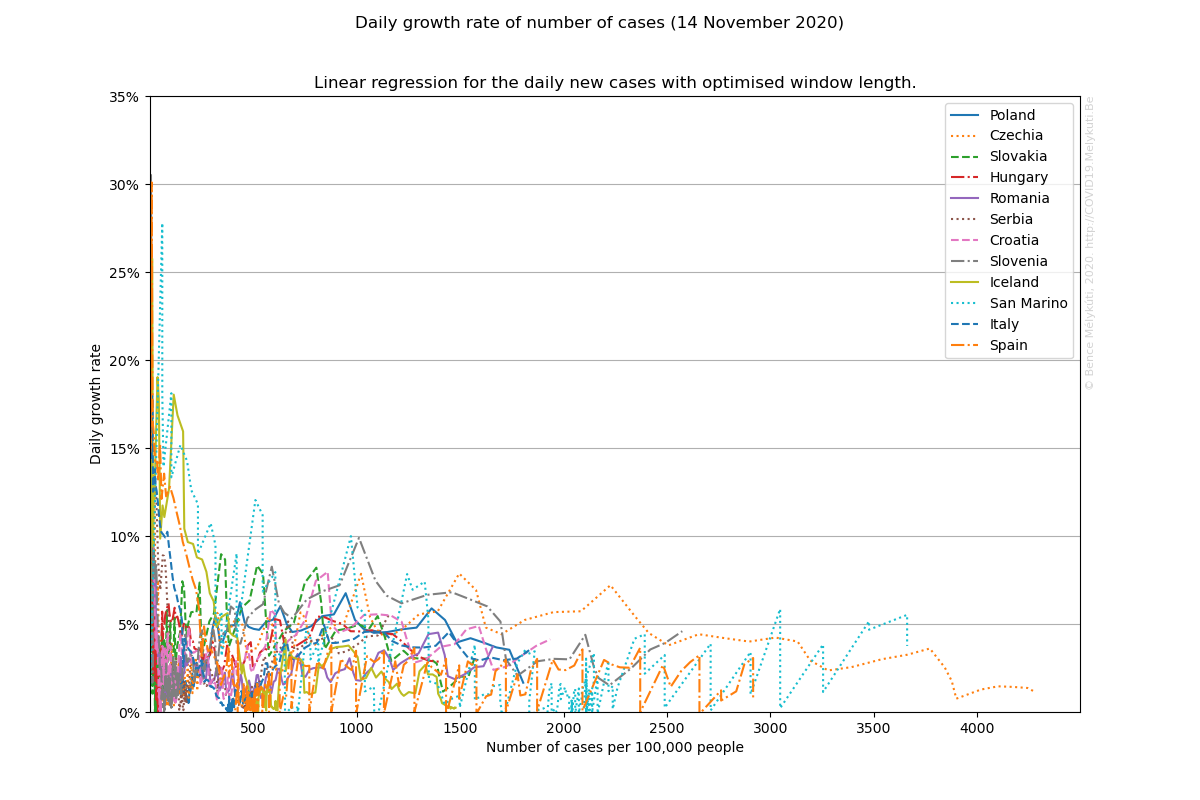 Daily growth rate of number of cases (14 November 2020)
Linear regression for the daily new cases with optimised window length.
35%
30%
25%
20%
15%
10%
5%
0%
Daily growth rate
500
1000
1500
2000
2500
3000
3500
4000
Number of cases per 100,000 people
Poland
Czechia
Slovakia
Hungary
Romania
Serbia
Croatia
Slovenia
Iceland
San Marino
Italy
Spain
© Bence Mélykúti, 2020. http://COVID19.Melykuti.Be